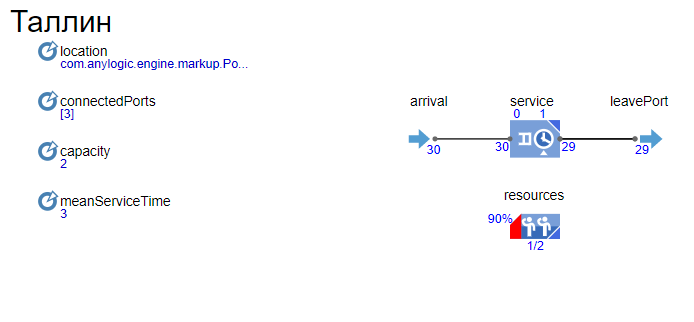 Таллин
location
com.anylogic.engine.markup.Po...
connectedPorts
[3]
capacity
2
meanServiceTime
3
arrival service leavePort
0 1
30 30 29 29
resources
90%
1/2